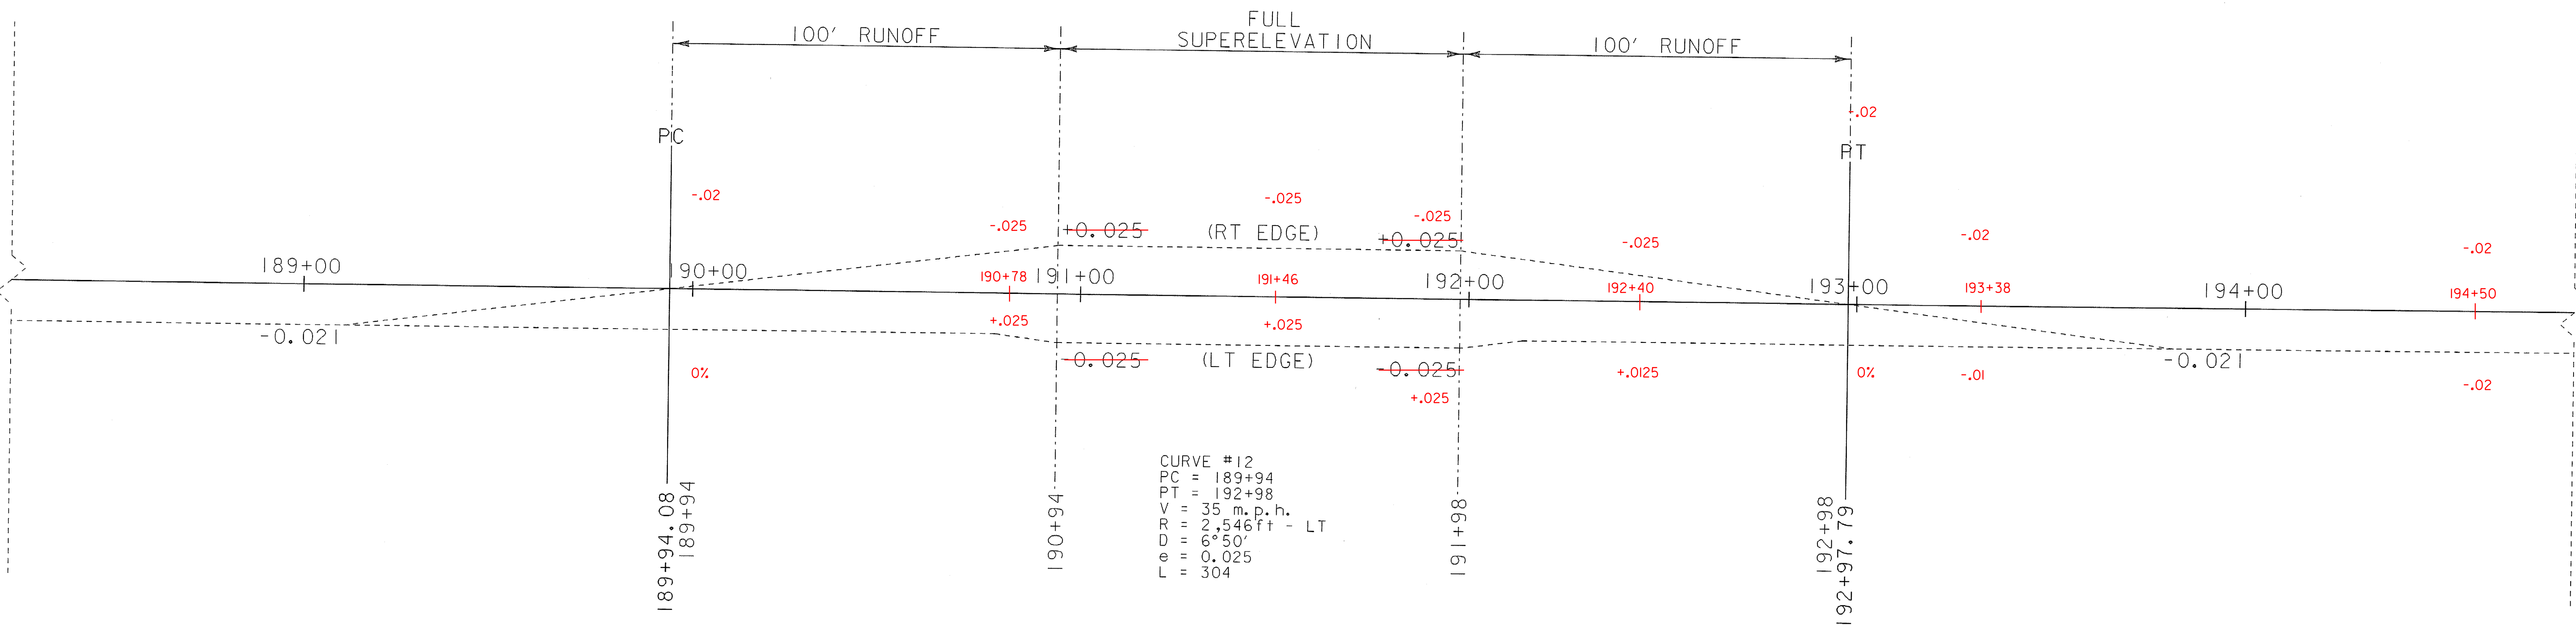 100' RUNOFF
FULL
SUPERELEVATION
100' RUNOFF
-.02
PC
PT
-.02
-.025
-.025
-.025
+0.025
(RT EDGE)
+0.025
-.025
-.02
-.02
189+00
190+00
190+78
191+00
191+46
192+00
192+40
193+00
193+38
194+00
194+50
-0.021
+.025
+.025
-0.025
(LT EDGE)
-0.025
-0.021
0%
+.025
+.0125
0%
-.01
-.02
CURVE #12
PC = 189+94
PT = 192+98
V = 35 m.p.h.
R = 2,546ft - LT
D = 6°50'
e = 0.025
L = 304
189+94.08
189+94
190+94
191+98
192+98
192+97.79